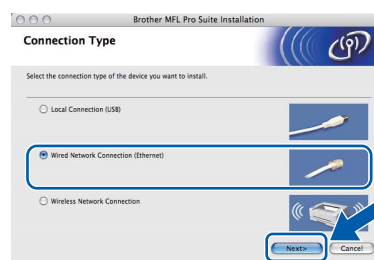 Brother MFL Pro Suite Installation
Connection Type
Select the connection type of the device you want to install.
Local Connection (USB)
Wired Network Connection (Ethernet)
Wireless Network Connection
Next> Cancel